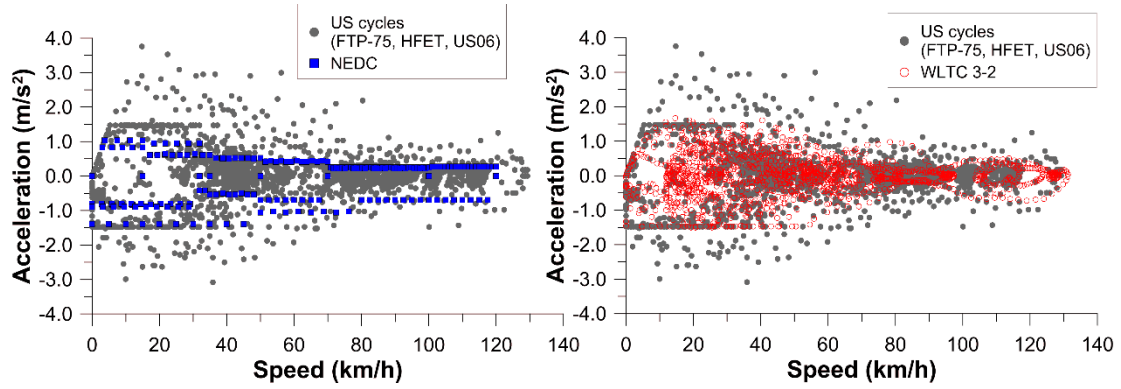 US cycles
(FTP-75, HFET, US06)
NEDC
4.0
3.0
2.0
1.0
0.0
-1.0
-2.0
-3.0
-4.0
Acceleration (m/s²)
0 20 40 60 80 100 120 140
Speed (km/h)
US cycles
(FTP-75, HFET, US06)
WLTC 3-2
4.0
3.0
2.0
1.0
0.0
-1.0
-2.0
-3.0
-4.0
Acceleration (m/s²)
0 20 40 60 80 100 120 140
Speed (km/h)